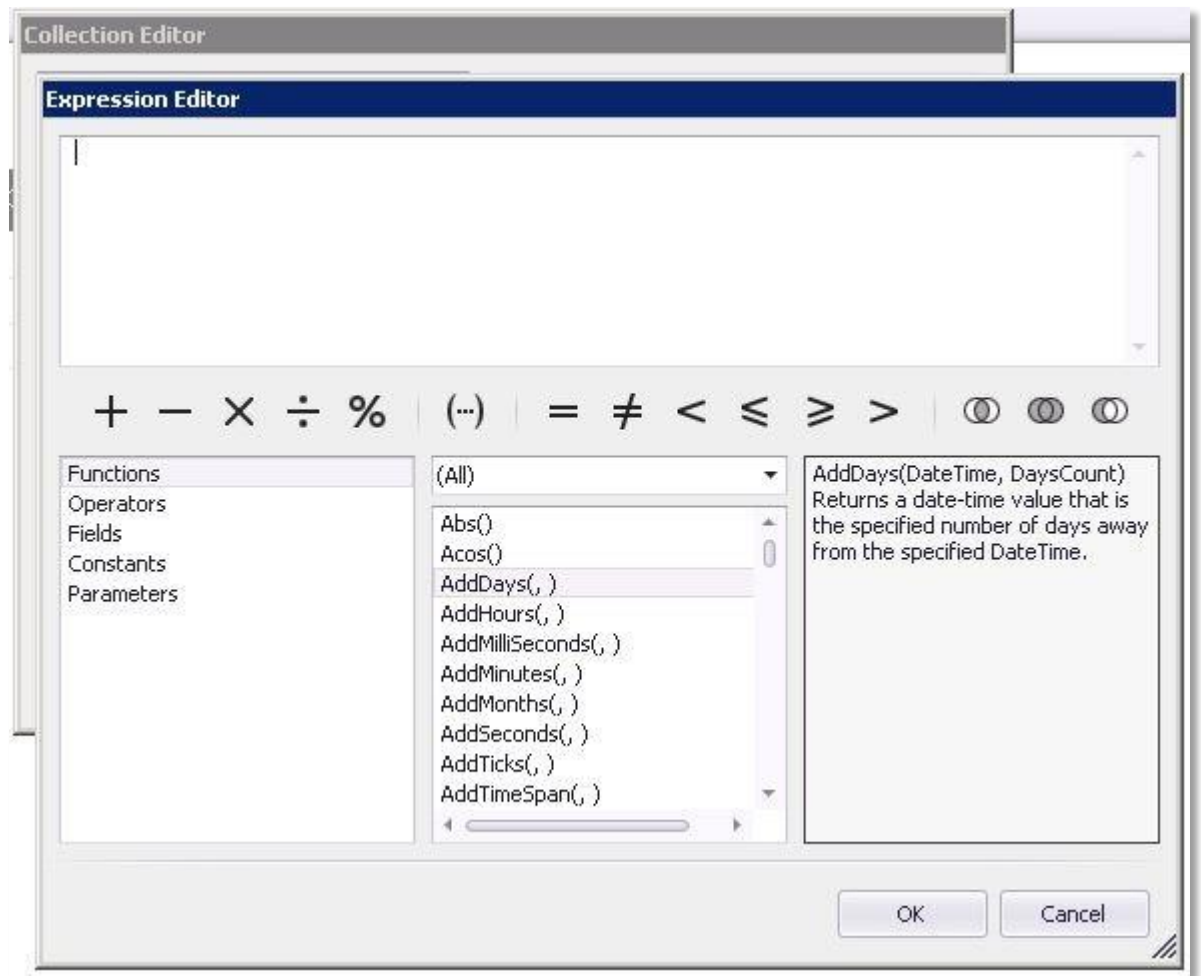 Collection Editor
Expression Editor
+ − × ÷ % (...) = ≠ < ≤ ≥ >
Functions
Operators
Fields
Constants
Parameters
(All)
Abs()
Acos()
AddDays(, )
AddHours(, )
AddMilliSeconds(, )
AddMinutes(, )
AddMonths(, )
AddSeconds(, )
AddTicks(, )
AddTimeSpan(, )
AddDays(DateTime, DaysCount)
Returns a date-time value that is
the specified number of days away
from the specified DateTime.
OK
Cancel